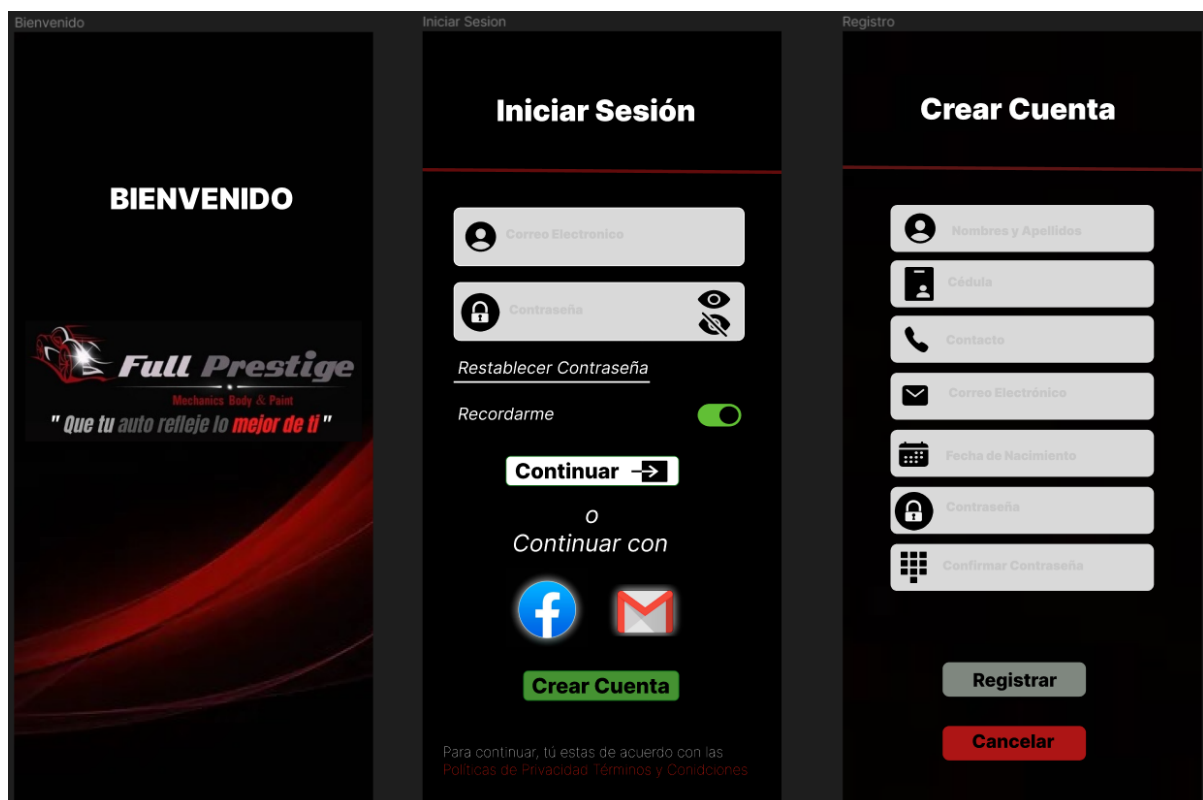 Bienvenido
BIENVENIDO
Full Prestige
Mechanics Body & Paint
" Que tu auto refleje lo mejor de ti "
Iniciar Sesion
Iniciar Sesión
Correo Electronico
Contraseña
Restablecer Contraseña
Recordarme
Continuar
o
Continuar con
f
Crear Cuenta
Para continuar, tú estas de acuerdo con las
Políticas de Privacidad Términos y Conidciones
Registro
Crear Cuenta
Nombres y Apellidos
Cédula
Contacto
Correo Electrónico
Fecha de Nacimiento
Contraseña
Confirmar Contraseña
Registrar
Cancelar